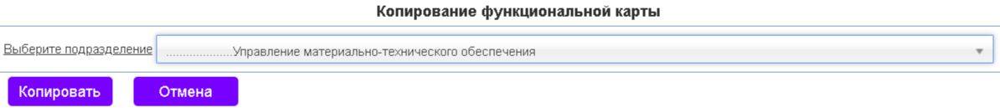 Копирование функциональной карты
Выберите подразделение ....................Управление материально-технического обеспечения
Копировать Отмена